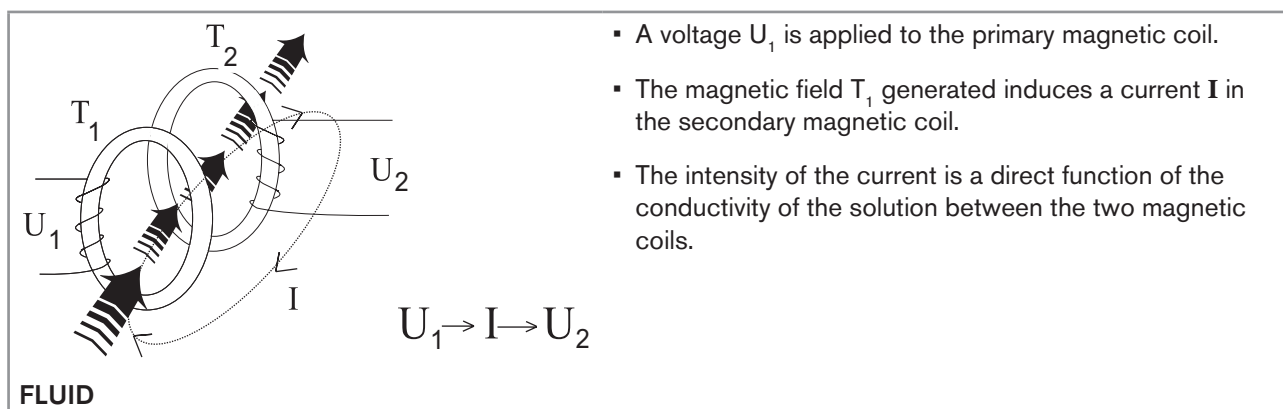 T2
T1
U2
U1
I
U1→I→U2
FLUID
▪ A voltage U1 is applied to the primary magnetic coil.
▪ The magnetic field T1 generated induces a current I in
the secondary magnetic coil.
▪ The intensity of the current is a direct function of the
conductivity of the solution between the two magnetic
coils.